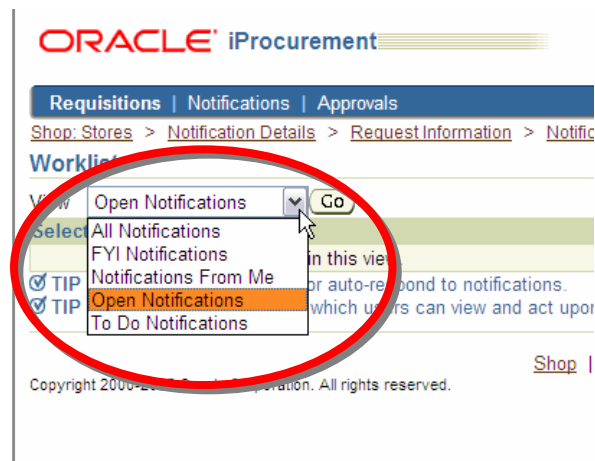 ORACLE iProcurement
Requisitions | Notifications | Approvals
Shop: Stores > Notification Details > Request Information > Notific
Worklist
View Open Notifications Go
Select
All Notifications
FYI Notifications
in this view.
Notifications From Me
TIP or auto-respond to notifications.
Open Notifications
TIP which users can view and act upon
To Do Notifications
Shop |
Copyright 2000- Corporation. All rights reserved.